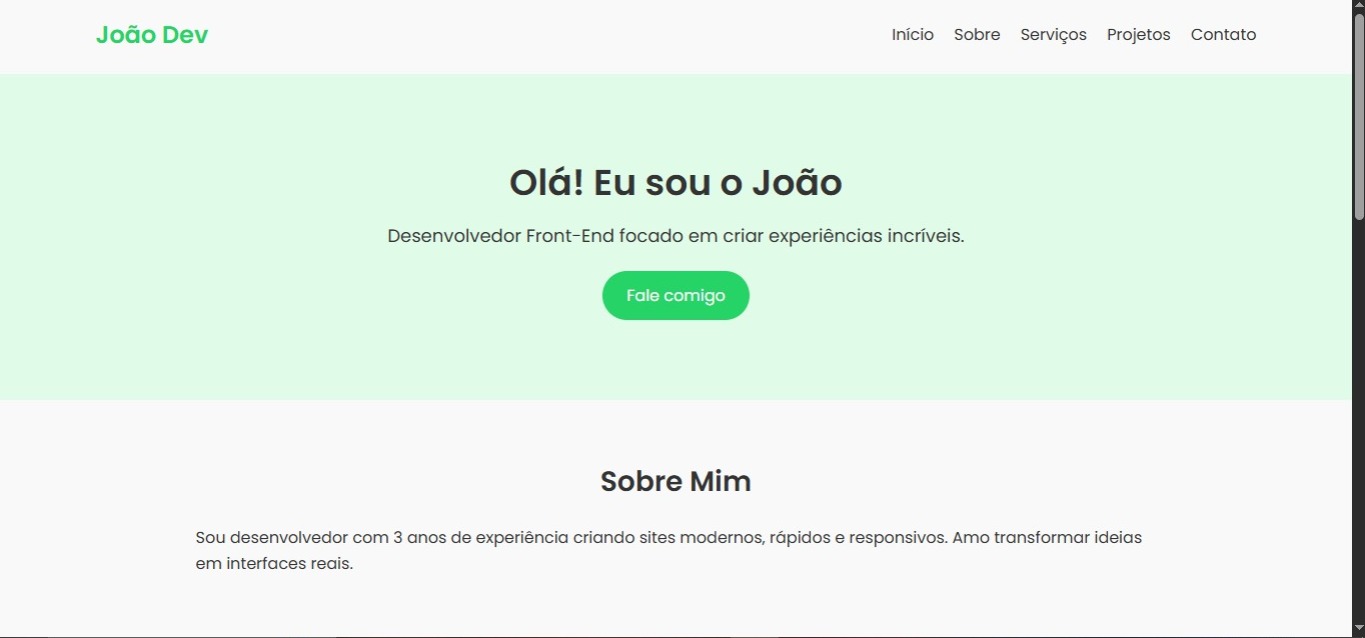 João Dev
Início Sobre Serviços Projetos Contato
Olá! Eu sou o João
Desenvolvedor Front-End focado em criar experiências incríveis.
Fale comigo
Sobre Mim
Sou desenvolvedor com 3 anos de experiência criando sites modernos, rápidos e responsivos. Amo transformar ideias
em interfaces reais.